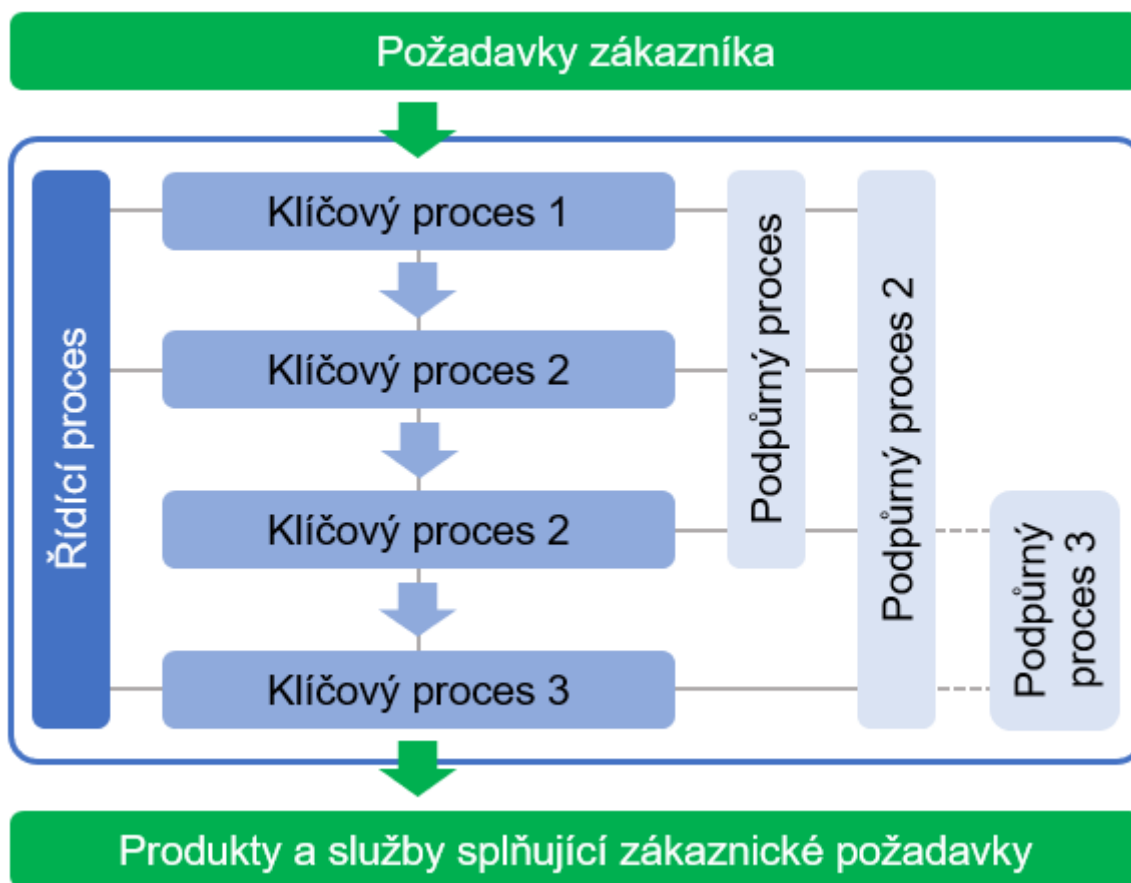 Požadavky zákazníka
Řídící proces
Klíčový proces 1
Klíčový proces 2
Klíčový proces 2
Klíčový proces 3
Podpůrný proces
Podpůrný proces 2
Podpůrný
proces 3
Produkty a služby splňující zákaznické požadavky